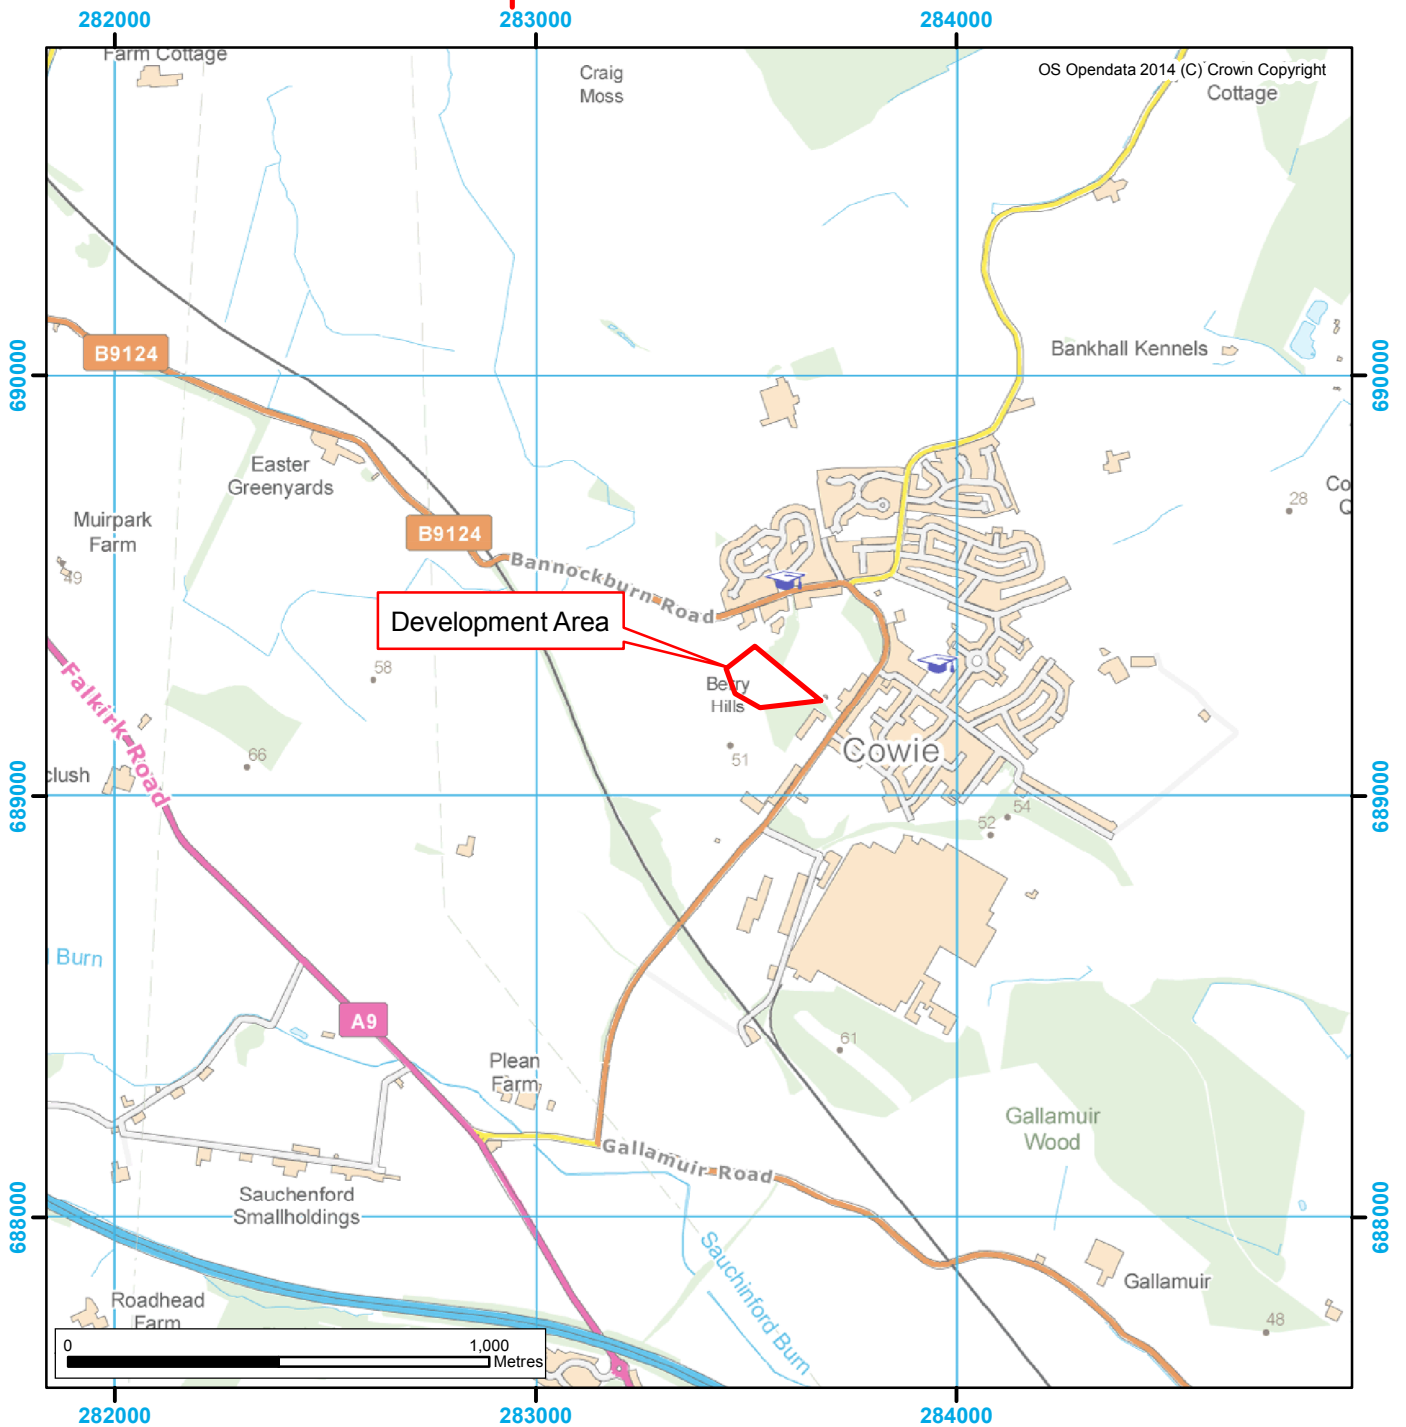 282000
283000
284000
Farm Cottage
Craig
Moss
OS Opendata 2014 (C) Crown Copyright
Cottage
B9124
690000
690000
Bankhall Kennels
Easter
Greenyards
Muirpark
Farm
49
B9124
Bannockburn Road
28
Co
Development Area
58
Berry
Hills
Falkirk Road
66
51
Cowie
clush
689000
689000
54
52
Burn
A9
61
Plean
Farm
Gallamuir
Wood
Gallamuir Road
Sauchenford
Smallholdings
688000
688000
Sauchinford Burn
Gallamuir
Roadhead
Farm
48
0
1,000
Metres
282000
283000
284000